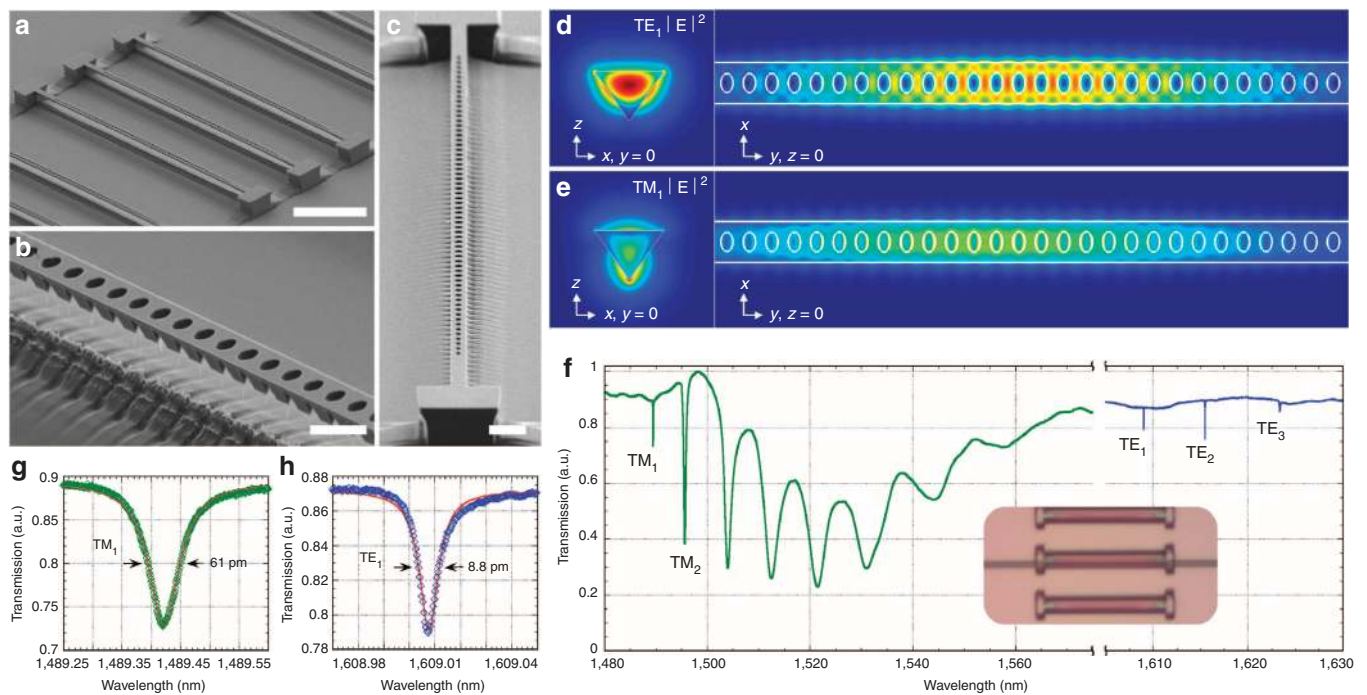 a
b
c
d
TE₁ | E |²
z
x, y = 0
x
y, z = 0
e
TM₁ | E |²
z
x, y = 0
x
y, z = 0
f
Transmission (a.u.)
1
0.8
0.6
0.4
0.2
0
TM₁
TM₂
TE₁
TE₂
TE₃
1,480
1,500
1,520
1,540
1,560
1,610
1,620
1,630
Wavelength (nm)
g
Transmission (a.u.)
0.9
0.85
0.8
0.75
0.7
TM₁
61 pm
1,489.25
1,489.35
1,489.45
1,489.55
Wavelength (nm)
h
Transmission (a.u.)
0.88
0.86
0.84
0.82
0.8
0.78
TE₁
8.8 pm
1,608.98
1,609.01
1,609.04
Wavelength (nm)